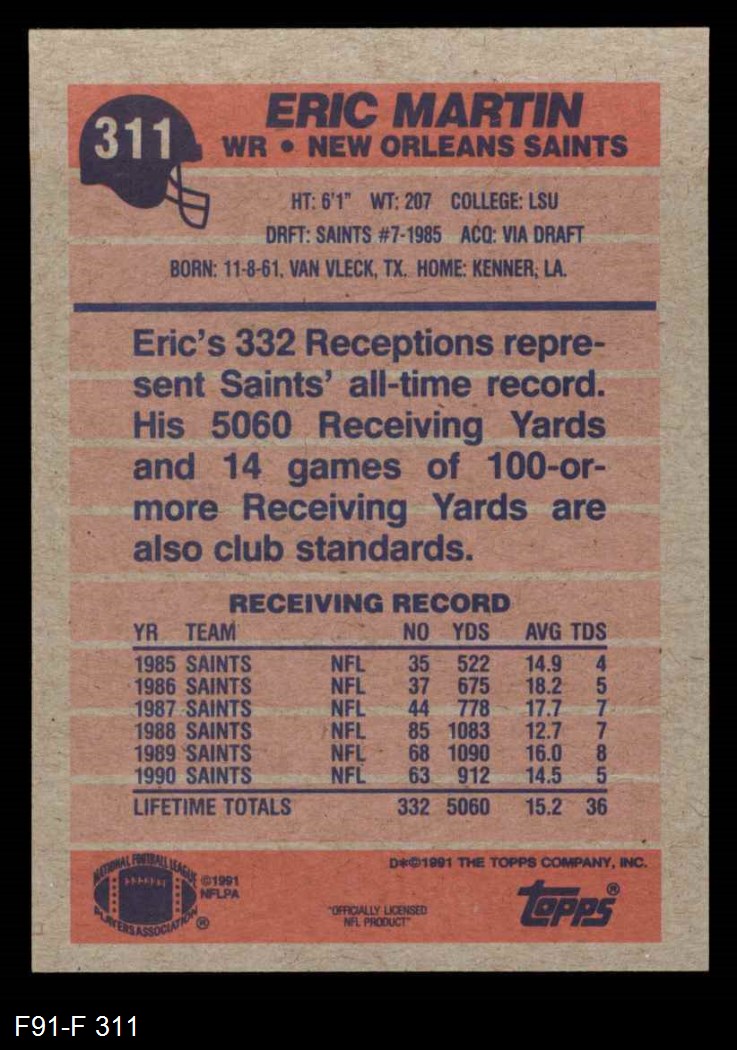 311
ERIC MARTIN
WR • NEW ORLEANS SAINTS
HT: 6'1" WT: 207 COLLEGE: LSU
DRFT: SAINTS #7-1985 ACQ: VIA DRAFT
BORN: 11-8-61, VAN VLECK, TX. HOME: KENNER, LA.
Eric's 332 Receptions repre-
sent Saints' all-time record.
His 5060 Receiving Yards
and 14 games of 100-or-
more Receiving Yards are
also club standards.
RECEIVING RECORD
YR TEAM NO YDS AVG TDS
1985 SAINTS NFL 35 522 14.9 4
1986 SAINTS NFL 37 675 18.2 5
1987 SAINTS NFL 44 778 17.7 7
1988 SAINTS NFL 85 1083 12.7 7
1989 SAINTS NFL 68 1090 16.0 8
1990 SAINTS NFL 63 912 14.5 5
LIFETIME TOTALS 332 5060 15.2 36
D*©1991 THE TOPPS COMPANY, INC.
NATIONAL FOOTBALL LEAGUE
PLAYERS ASSOCIATION ®
©1991
NFLPA
"OFFICIALLY LICENSED
NFL PRODUCT"
Topps®
F91-F 311